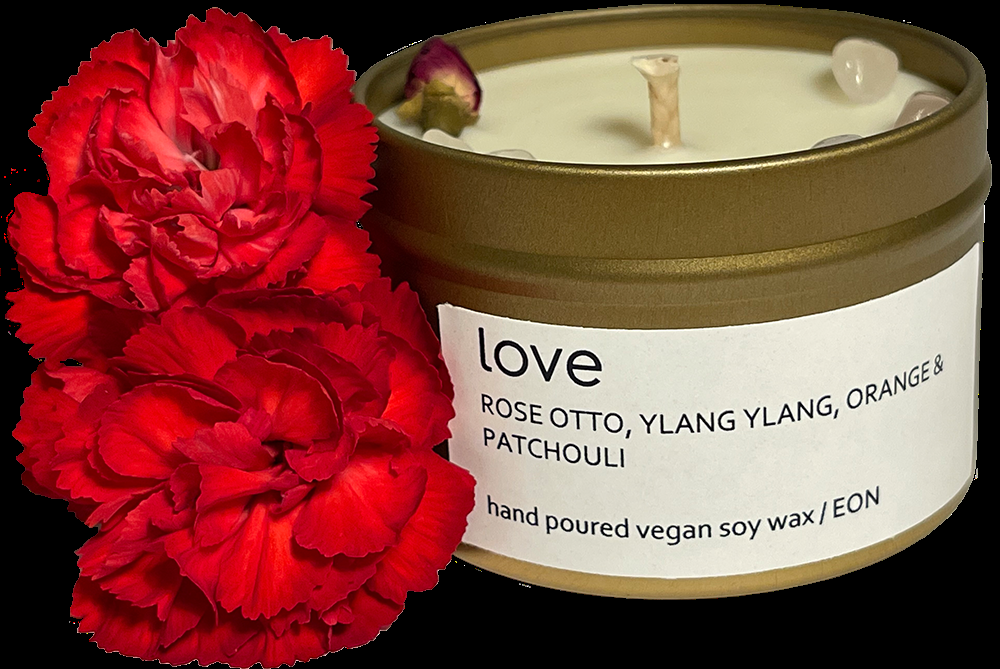 love
ROSE OTTO, YLANG YLANG, ORANGE &
PATCHOULI
hand poured vegan soy wax / EON